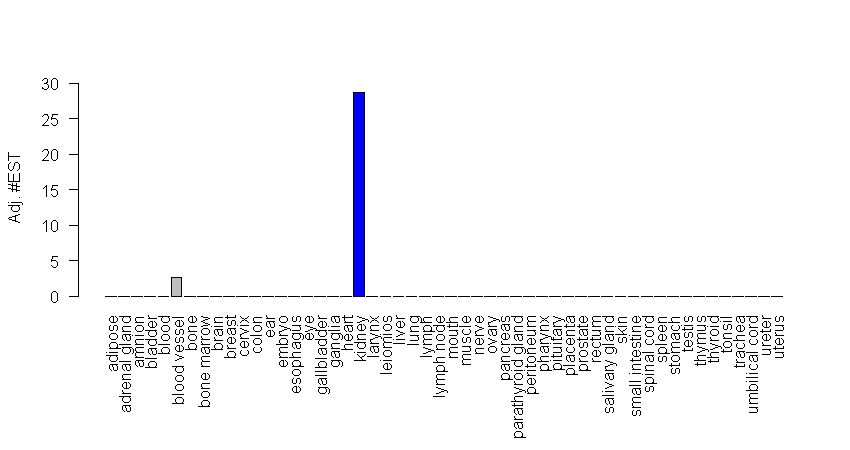 Adj. #EST
30
25
20
15
10
5
0
adipose
adrenal gland
amnion
bladder
blood
blood vessel
bone
bone marrow
brain
breast
cervix
colon
ear
embryo
esophagus
eye
gallbladder
ganglia
heart
kidney
larynx
leiomios
liver
lung
lymph
lymph node
mouth
muscle
nerve
ovary
pancreas
parathyroid gland
peritoneum
pharynx
pituitary
placenta
prostate
rectum
salivary gland
skin
small intestine
spinal cord
spleen
stomach
testis
thymus
thyroid
tonsil
trachea
umbilical cord
ureter
uterus